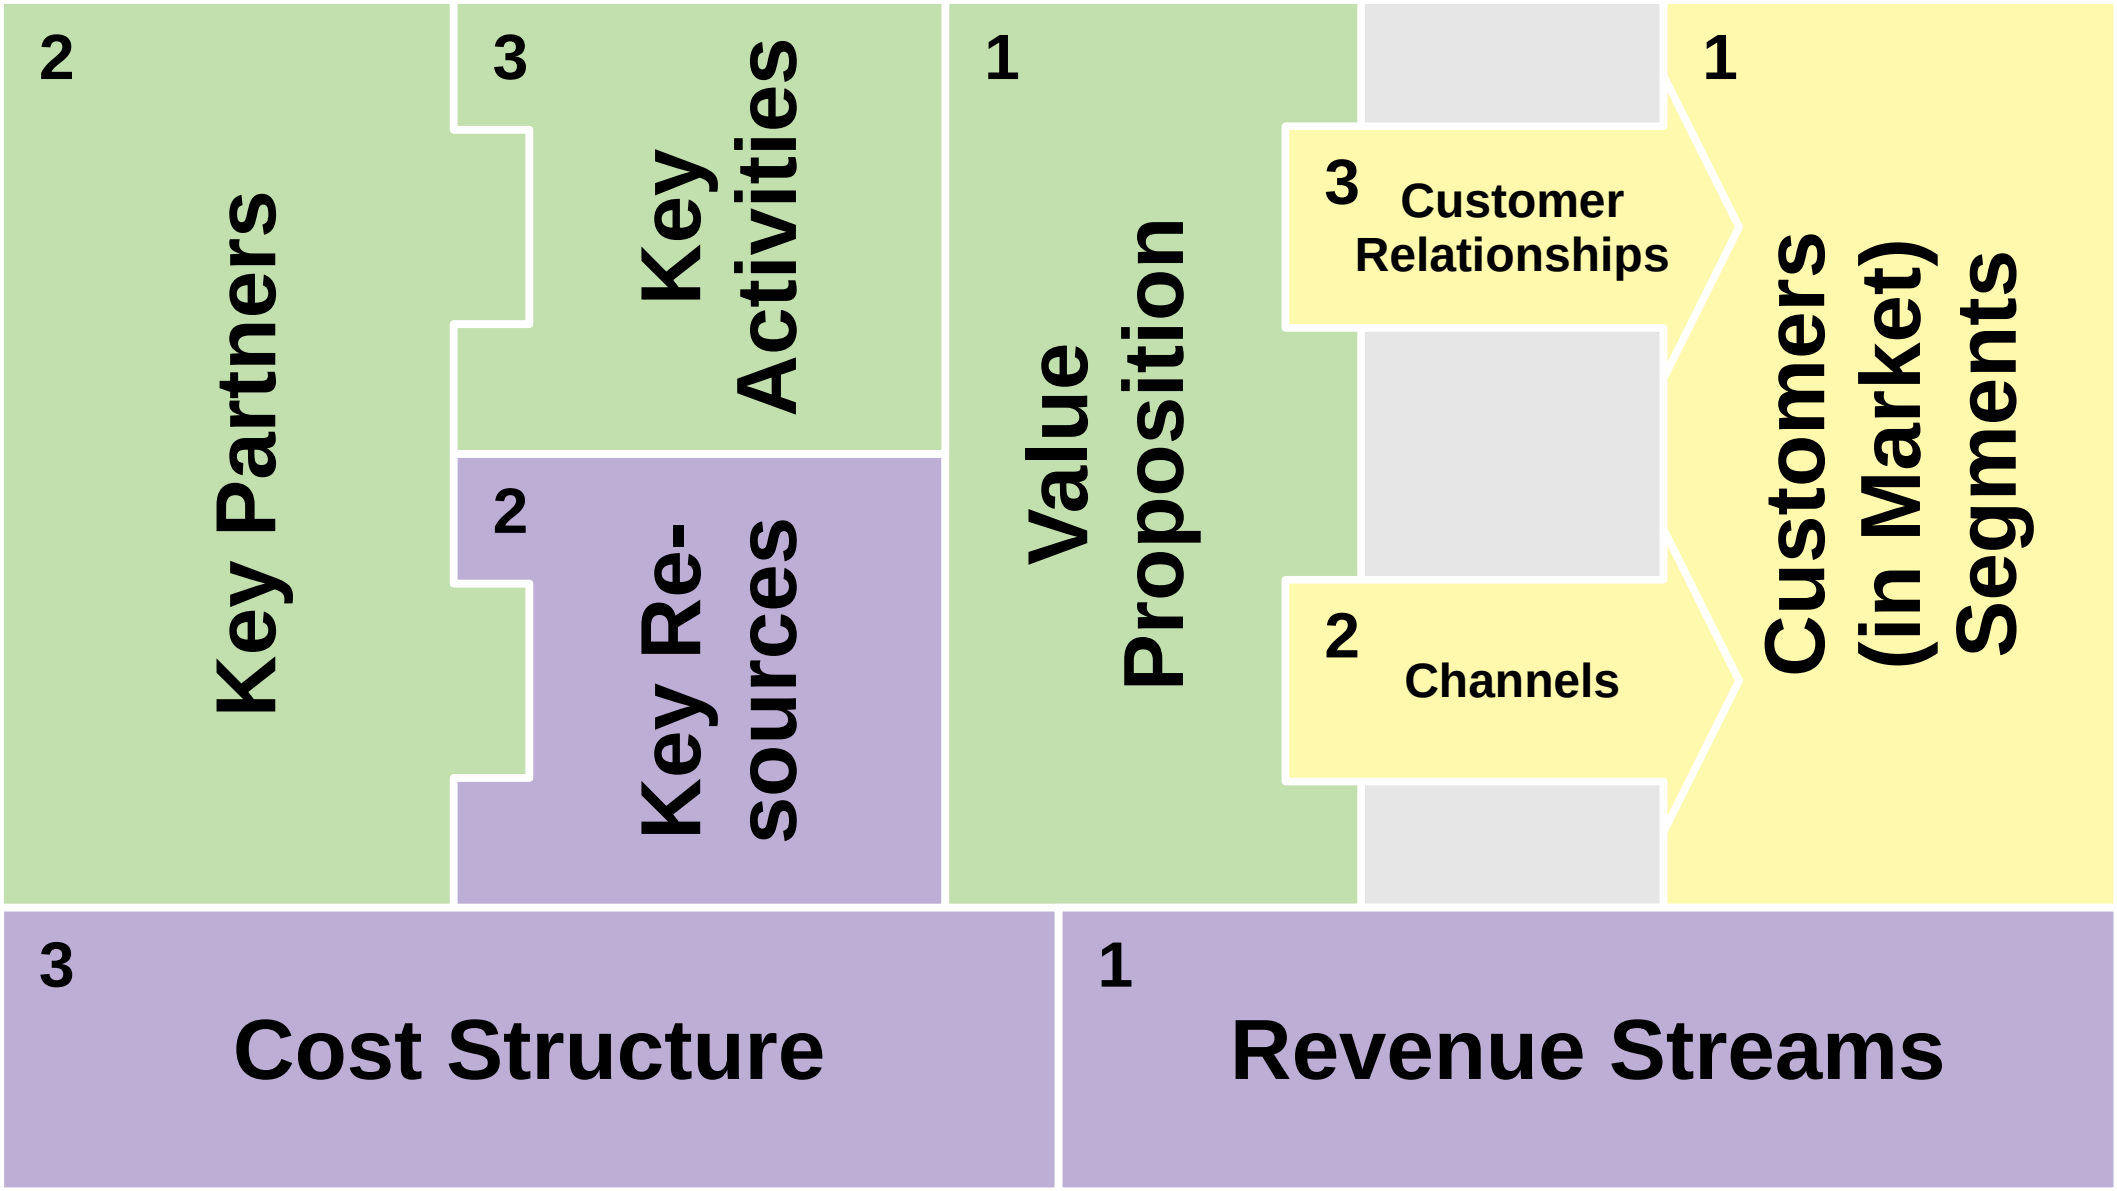 2
Key Partners
3
Key
Activities
2
Key Re-
sources
1
Value
Proposition
3
Customer
Relationships
2
Channels
1
Customers
(in Market)
Segments
3
Cost Structure
1
Revenue Streams